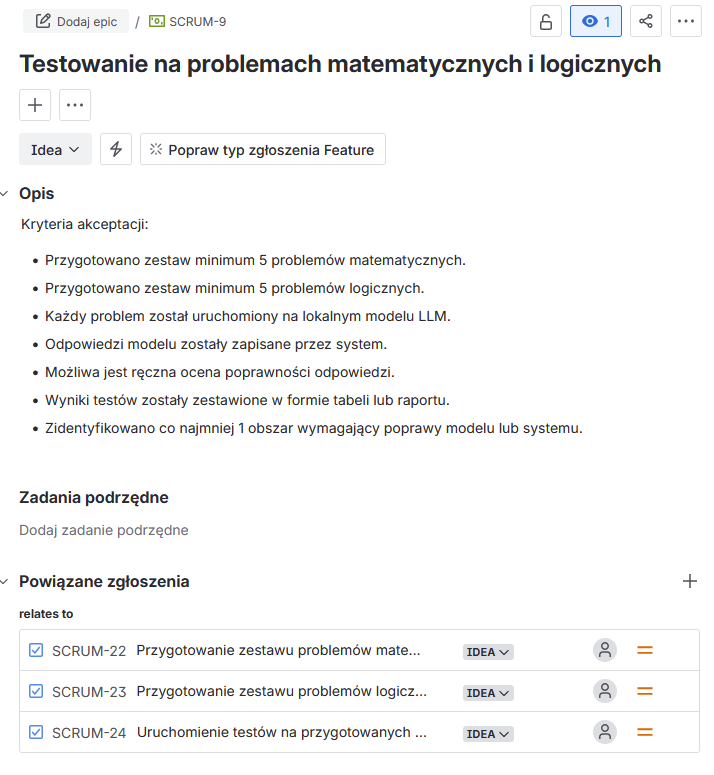 Dodaj epic / SCRUM-9
1
Testowanie na problemach matematycznych i logicznych
Idea
Popraw typ zgłoszenia Feature
Opis
Kryteria akceptacji:
• Przygotowano zestaw minimum 5 problemów matematycznych.
• Przygotowano zestaw minimum 5 problemów logicznych.
• Każdy problem został uruchomiony na lokalnym modelu LLM.
• Odpowiedzi modelu zostały zapisane przez system.
• Możliwa jest ręczna ocena poprawności odpowiedzi.
• Wyniki testów zostały zestawione w formie tabeli lub raportu.
• Zidentyfikowano co najmniej 1 obszar wymagający poprawy modelu lub systemu.
Zadania podrzędne
Dodaj zadanie podrzędne
Powiązane zgłoszenia
relates to
SCRUM-22 Przygotowanie zestawu problemów mate... IDEA
SCRUM-23 Przygotowanie zestawu problemów logicz... IDEA
SCRUM-24 Uruchomienie testów na przygotowanych ... IDEA